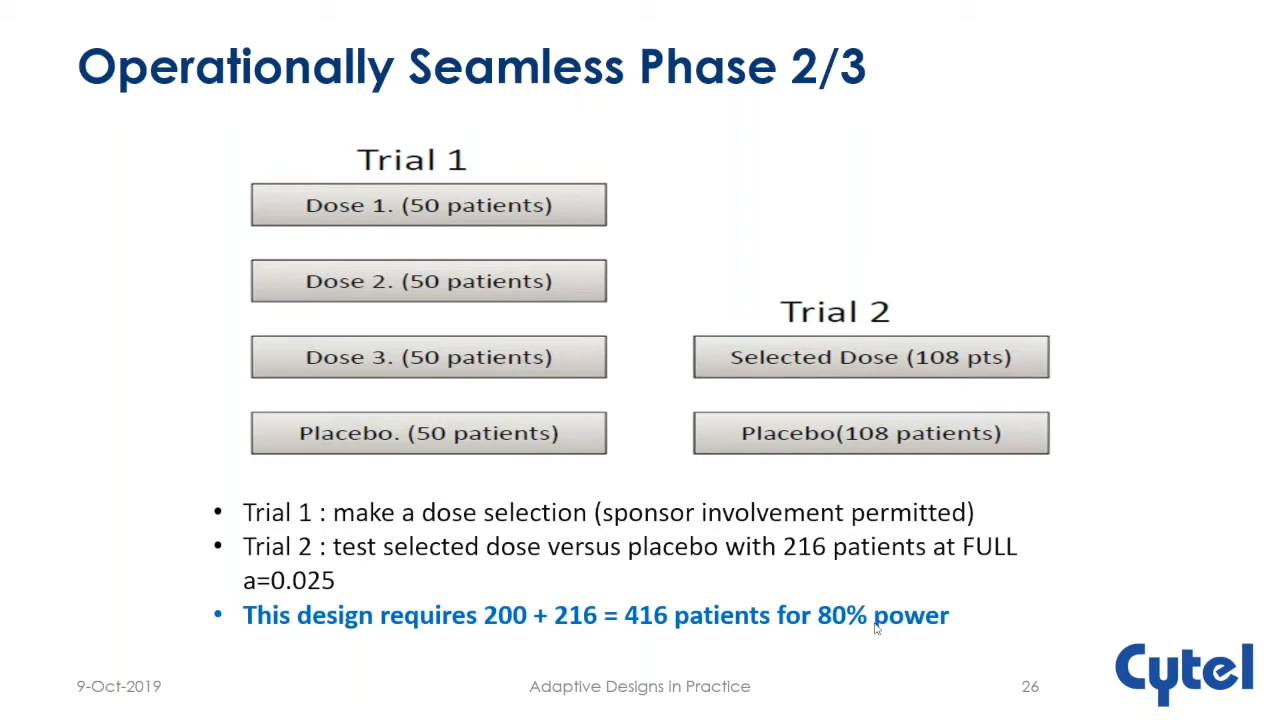 Operationally Seamless Phase 2/3
Trial 1
Dose 1. (50 patients)
Dose 2. (50 patients)
Dose 3. (50 patients)
Placebo. (50 patients)
Trial 2
Selected Dose (108 pts)
Placebo(108 patients)
• Trial 1 : make a dose selection (sponsor involvement permitted)
• Trial 2 : test selected dose versus placebo with 216 patients at FULL
a=0.025
• This design requires 200 + 216 = 416 patients for 80% power
9-Oct-2019
Adaptive Designs in Practice
26
Cytel